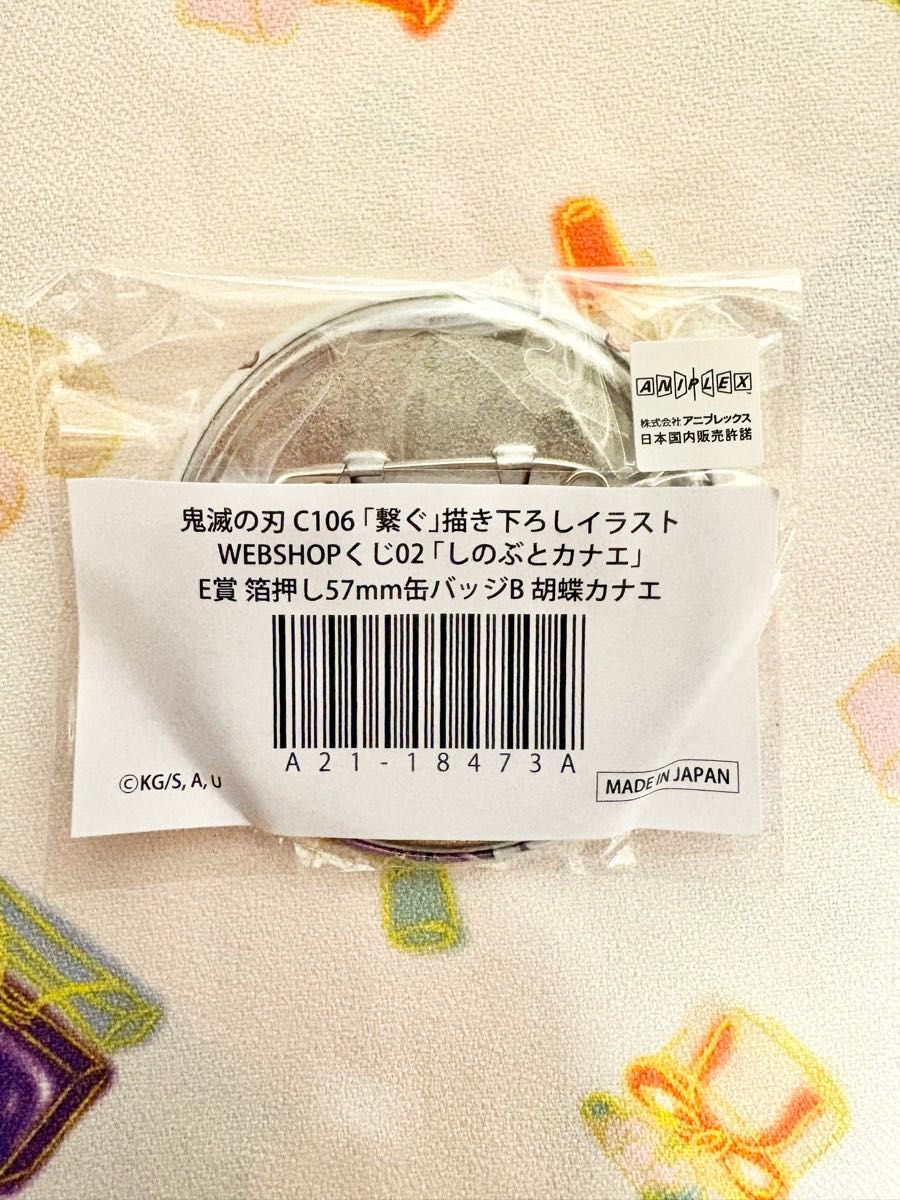 ANIPLEX
株式会社アニプレックス
日本国内販売許諾
鬼滅の刃 C106「繋ぐ」描き下ろしイラスト
WEBSHOPくじ02「しのぶとカナエ」
E賞 箔押し57mm缶バッジB 胡蝶カナエ
A21-18473A
©KG/S, A, U
MADE IN JAPAN